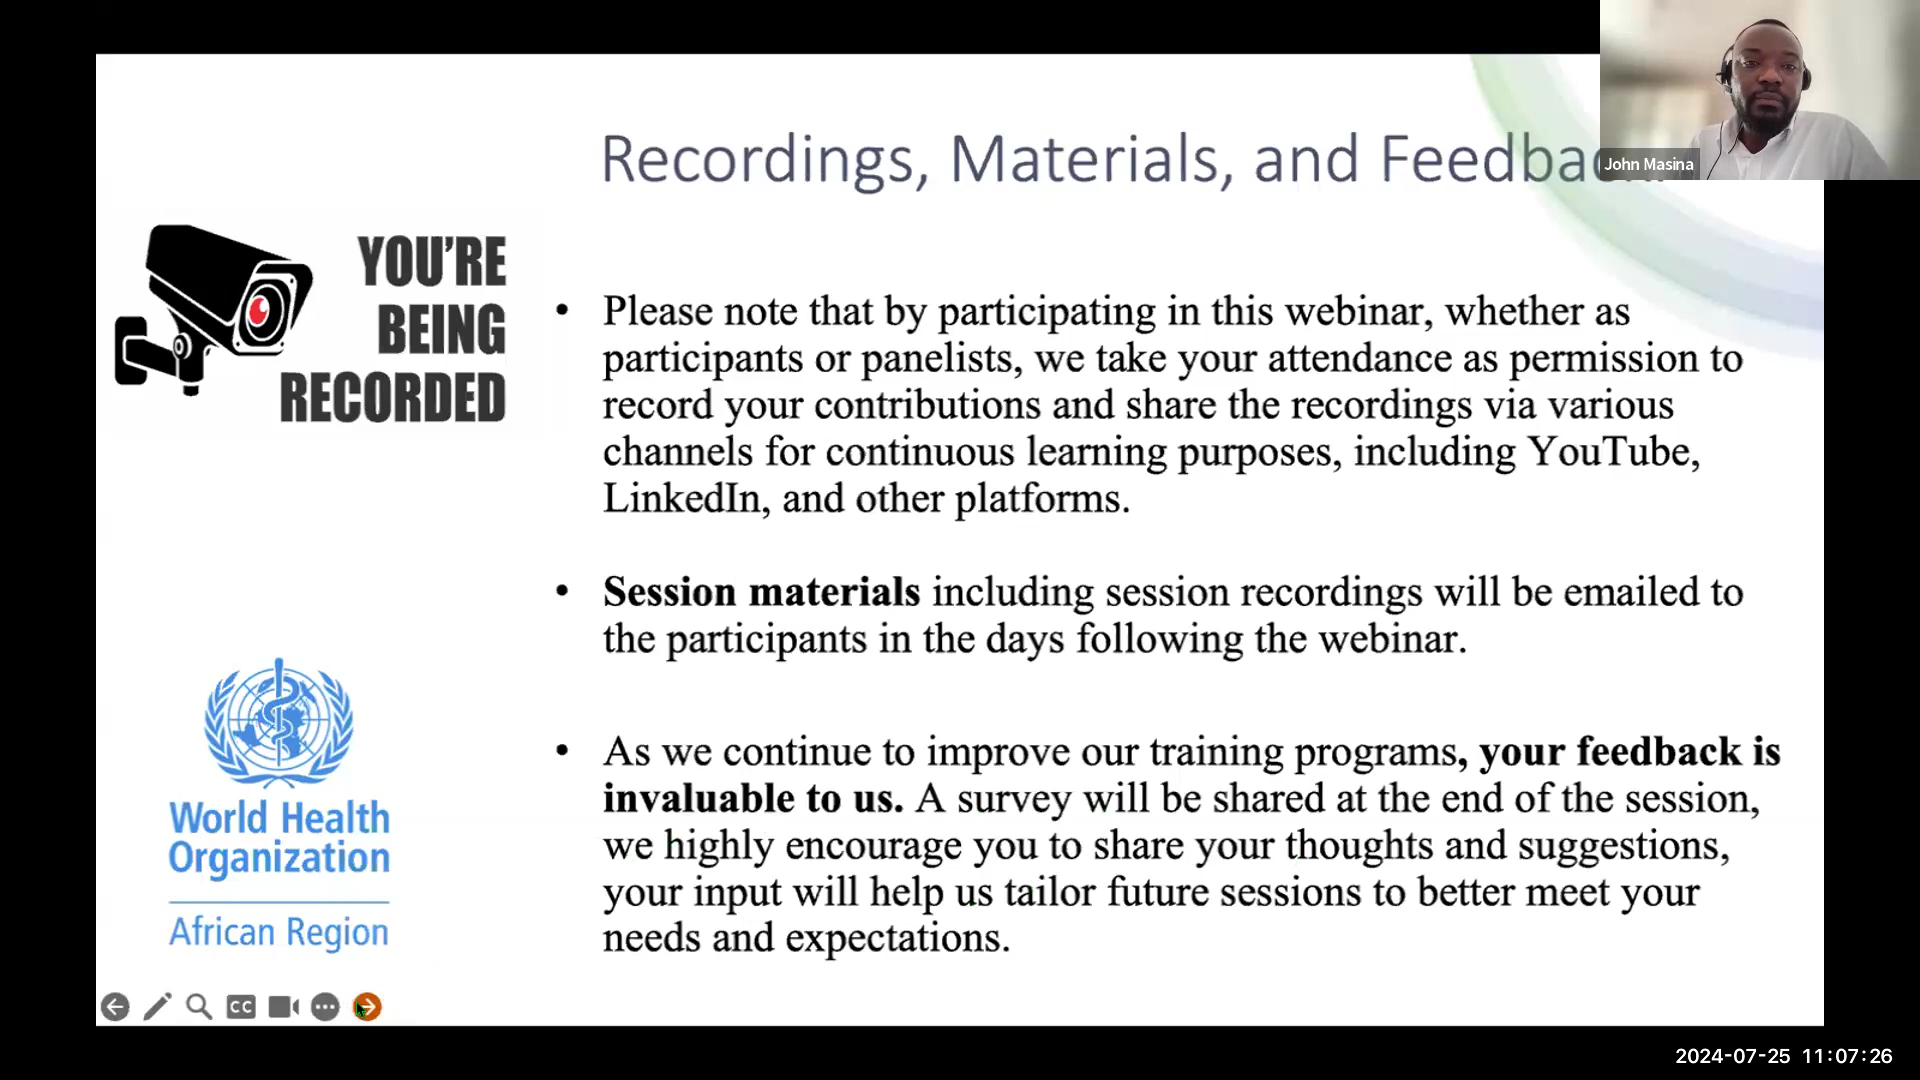 John Masina
Recordings, Materials, and Feedba
YOU'RE
BEING
RECORDED
• Please note that by participating in this webinar, whether as
participants or panelists, we take your attendance as permission to
record your contributions and share the recordings via various
channels for continuous learning purposes, including YouTube,
LinkedIn, and other platforms.
• Session materials including session recordings will be emailed to
the participants in the days following the webinar.
• As we continue to improve our training programs, your feedback is
invaluable to us. A survey will be shared at the end of the session,
we highly encourage you to share your thoughts and suggestions,
your input will help us tailor future sessions to better meet your
needs and expectations.
World Health
Organization
African Region
CC
2024-07-25 11:07:26